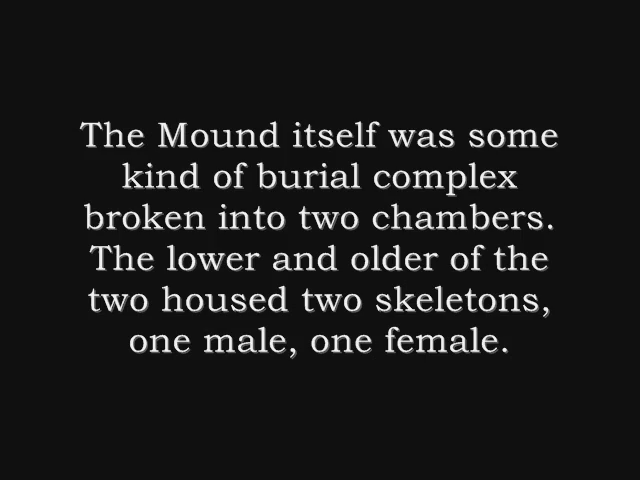 The Mound itself was some
kind of burial complex
broken into two chambers.
The lower and older of the
two housed two skeletons,
one male, one female.